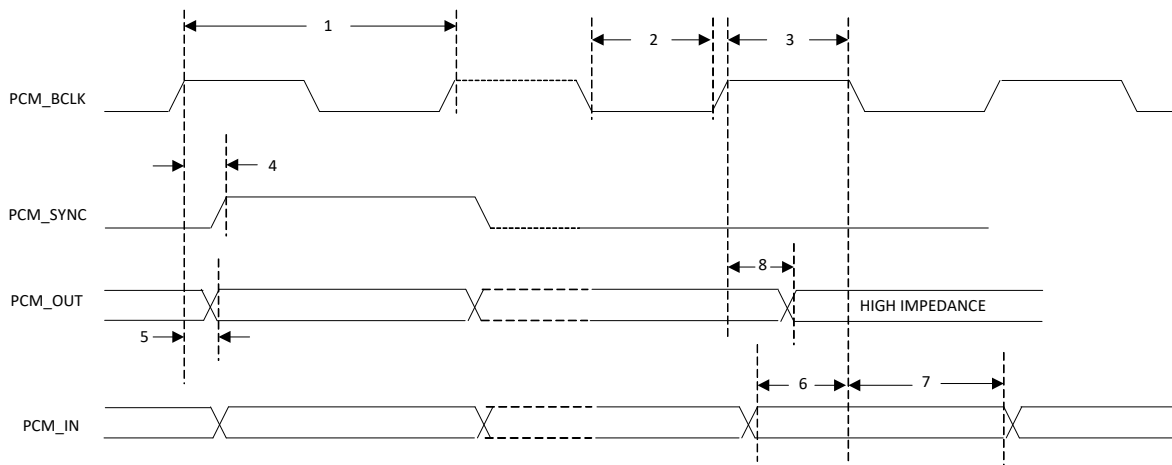 1
2
3
PCM_BCLK
4
PCM_SYNC
8
PCM_OUT
HIGH IMPEDANCE
5
6
7
PCM_IN